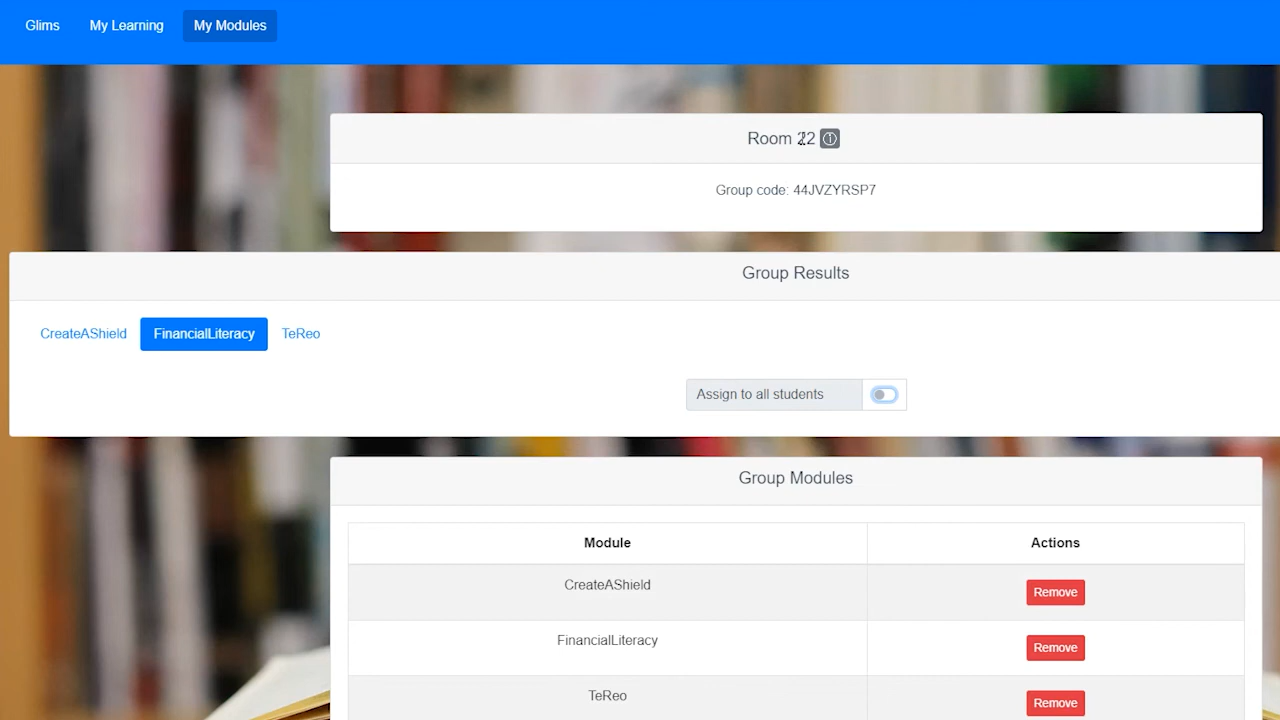 Glims My Learning My Modules
Room 22
Group code: 44JVZYRSP7
Group Results
CreateAShield FinancialLiteracy TeReo
Assign to all students
Group Modules
Module Actions
CreateAShield Remove
FinancialLiteracy Remove
TeReo Remove